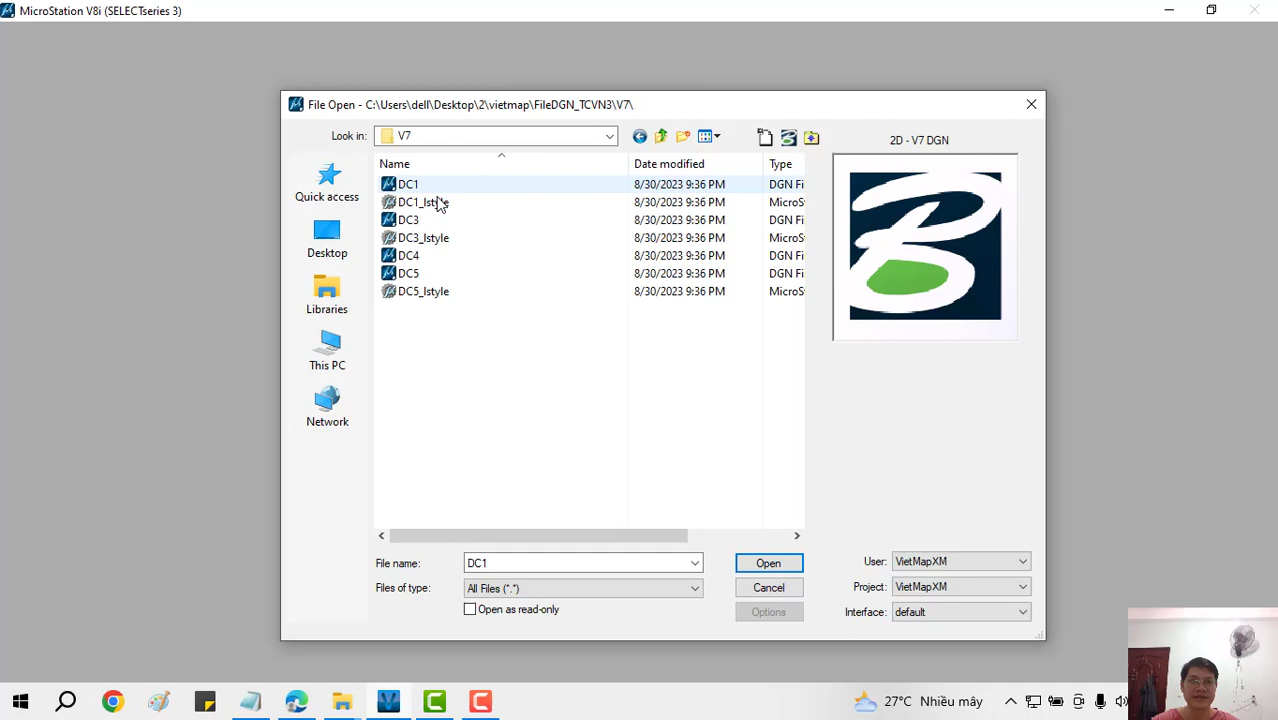 MicroStation V8i (SELECTseries 3)
File Open - C:\Users\dell\Desktop\2\vietmap\FileDGN_TCVN3\V7\
Look in:
V7
2D - V7 DGN
Name
Date modified
Type
DC1
8/30/2023 9:36 PM
DGN Fi
DC1_lstyle
8/30/2023 9:36 PM
MicroS
DC3
8/30/2023 9:36 PM
DGN Fi
DC3_lstyle
8/30/2023 9:36 PM
MicroS
DC4
8/30/2023 9:36 PM
DGN Fi
DC5
8/30/2023 9:36 PM
DGN Fi
DC5_lstyle
8/30/2023 9:36 PM
MicroS
Quick access
Desktop
Libraries
This PC
Network
File name:
DC1
Open
Files of type:
All Files (*.*)
Cancel
Open as read-only
Options
User:
VietMapXM
Project:
VietMapXM
Interface:
default
27°C Nhiều mây